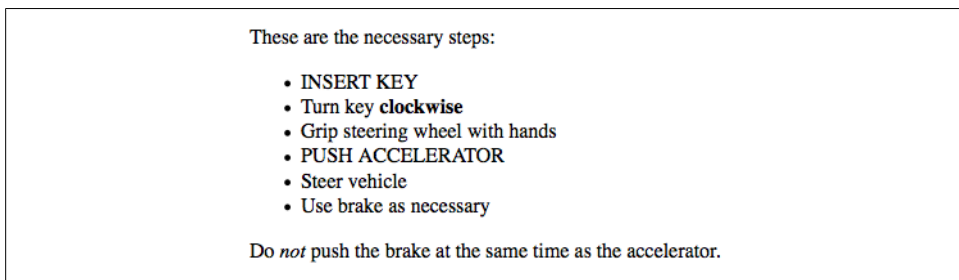 These are the necessary steps:
• INSERT KEY
• Turn key clockwise
• Grip steering wheel with hands
• PUSH ACCELERATOR
• Steer vehicle
• Use brake as necessary
Do not push the brake at the same time as the accelerator.